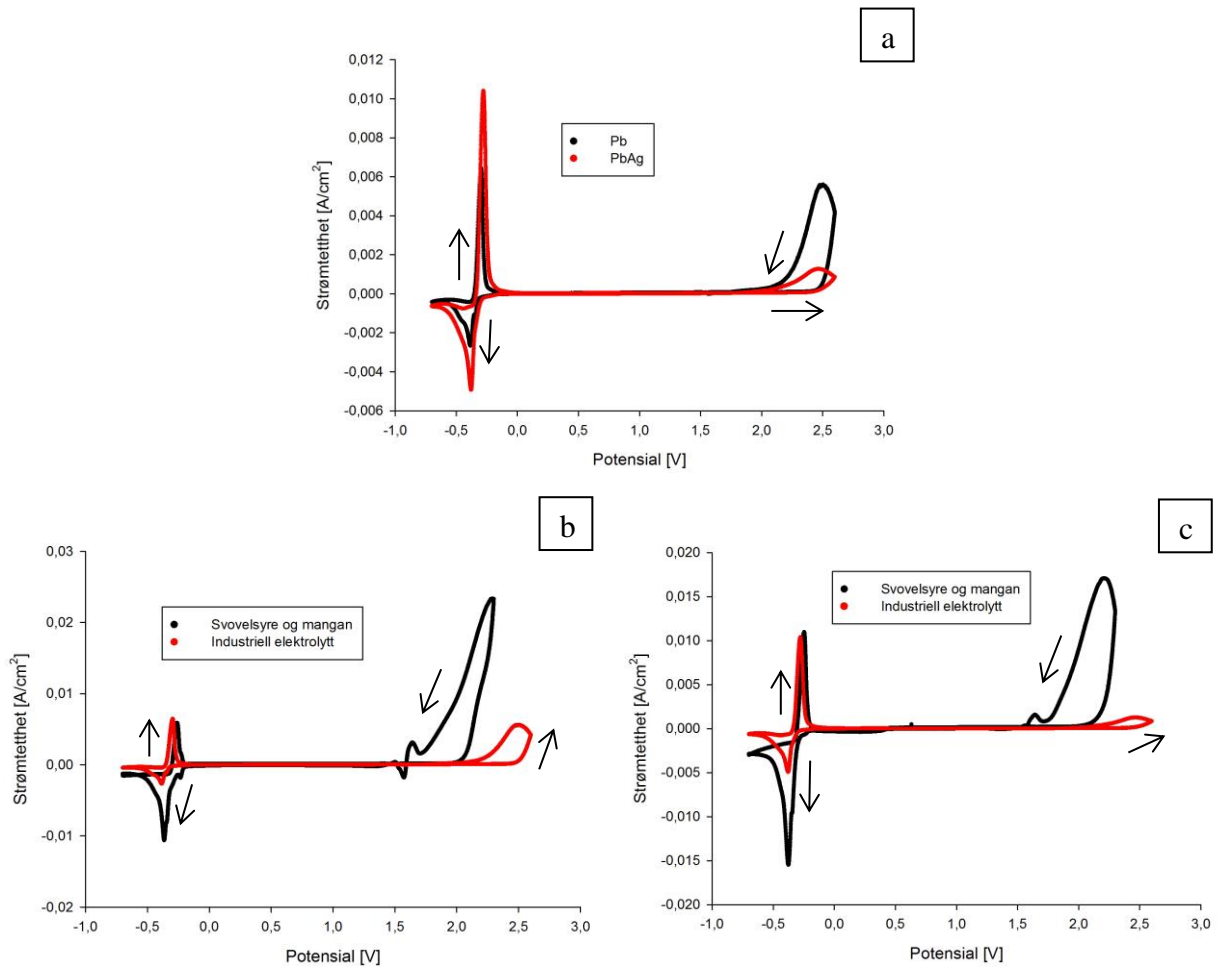 a
0,012
0,010
0,008
0,006
0,004
0,002
0,000
-0,002
-0,004
-0,006
Strømtetthet [A/cm²]
Pb
PbAg
-1,0 -0,5 0,0 0,5 1,0 1,5 2,0 2,5 3,0
Potensial [V]
b
0,03
0,02
0,01
0,00
-0,01
-0,02
Strømtetthet [A/cm²]
Svovelsyre og mangan
Industriell elektrolytt
-1,0 -0,5 0,0 0,5 1,0 1,5 2,0 2,5 3,0
Potensial [V]
c
0,020
0,015
0,010
0,005
0,000
-0,005
-0,010
-0,015
-0,020
Strømtetthet [A/cm²]
Svovelsyre og mangan
Industriell elektrolytt
-1,0 -0,5 0,0 0,5 1,0 1,5 2,0 2,5 3,0
Potensial [V]